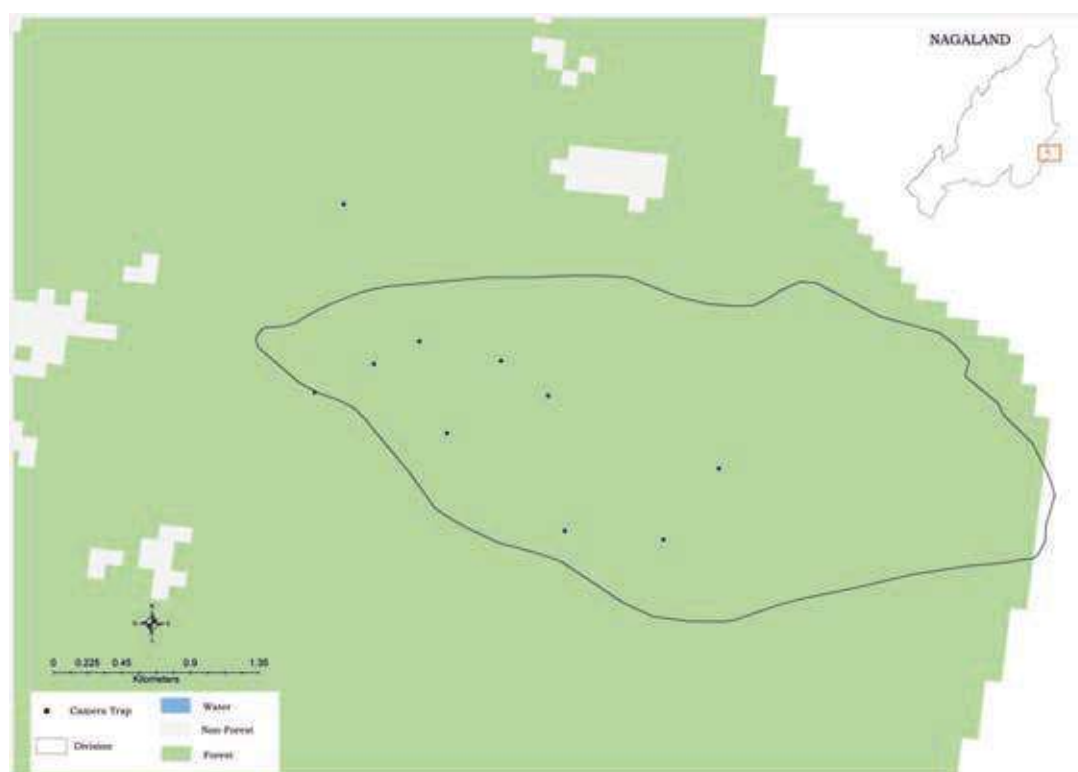 NAGALAND
0 0.225 0.45 0.9 1.35
Kilometers
Camera Trap
Division
Water
Non-Forest
Forest